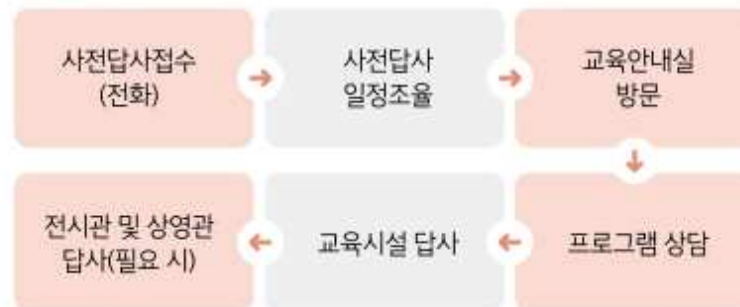 사전답사접수
(전화)
사전답사
일정조율
교육안내실
방문
프로그램 상담
교육시설 답사
전시관 및 상영관
답사(필요 시)